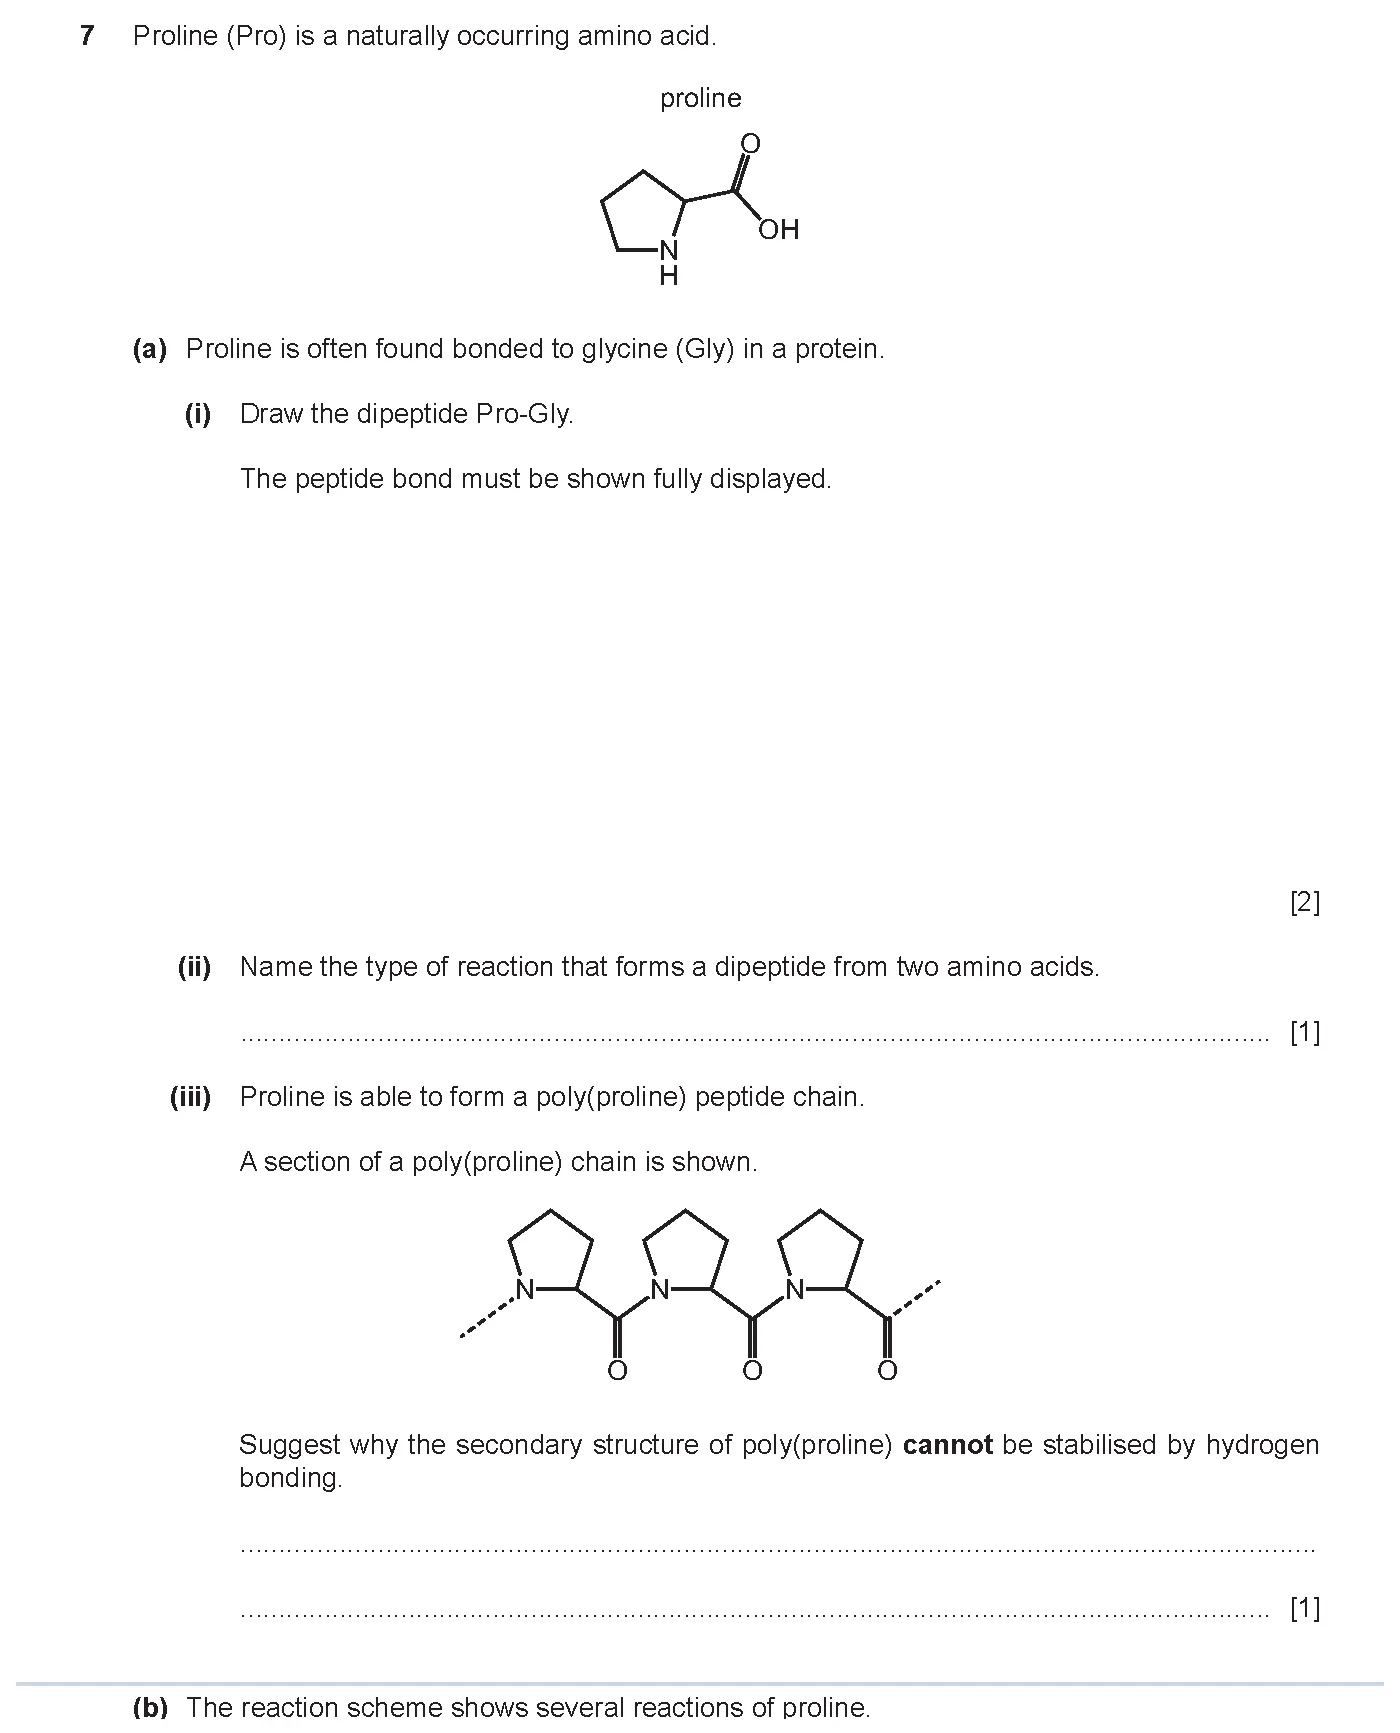 7 Proline (Pro) is a naturally occurring amino acid.
proline
O
OH
N
H
(a) Proline is often found bonded to glycine (Gly) in a protein.
(i) Draw the dipeptide Pro-Gly.
The peptide bond must be shown fully displayed.
[2]
(ii) Name the type of reaction that forms a dipeptide from two amino acids.
[1]
(iii) Proline is able to form a poly(proline) peptide chain.
A section of a poly(proline) chain is shown.
N N N
O O O
Suggest why the secondary structure of poly(proline) cannot be stabilised by hydrogen
bonding.
[1]
(b) The reaction scheme shows several reactions of proline.